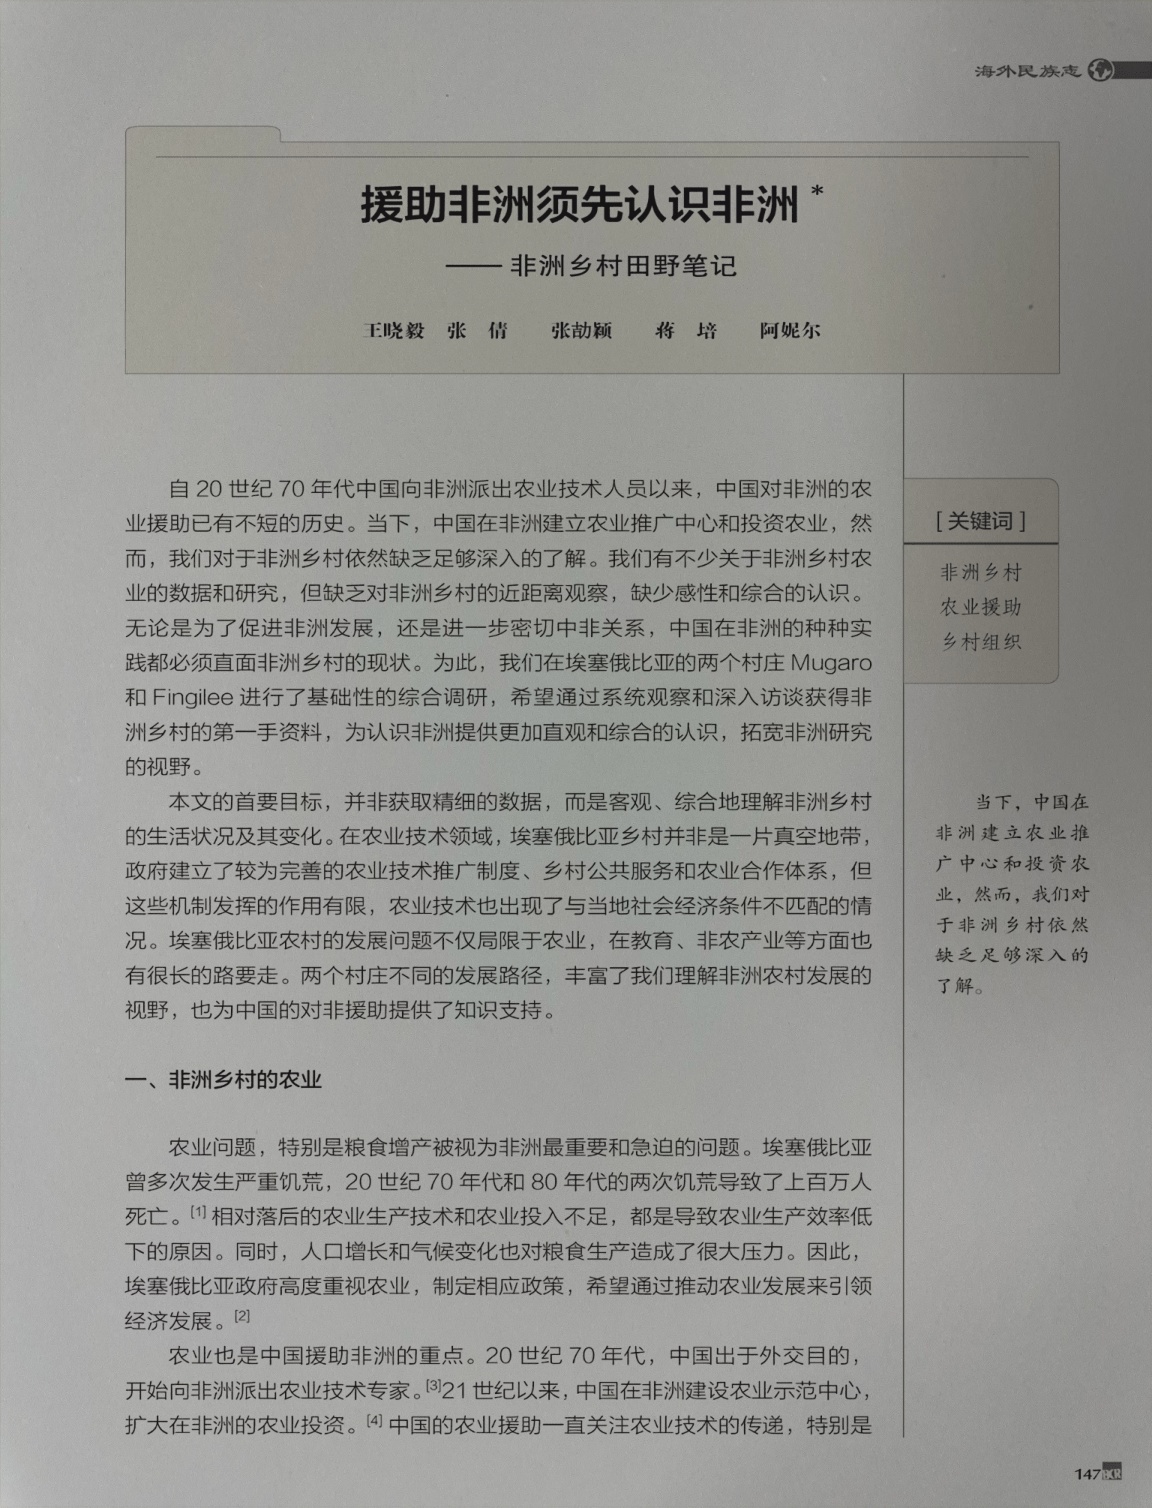 海外民族志
援助非洲须先认识非洲*
——非洲乡村田野笔记
王晓毅 张倩 张劼颖 蒋培 阿妮尔
自20世纪70年代中国向非洲派出农业技术人员以来，中国对非洲的农
业援助已有不短的历史。当下，中国在非洲建立农业推广中心和投资农业，然
而，我们对于非洲乡村依然缺乏足够深入的了解。我们有不少关于非洲乡村农
业的数据和研究，但缺乏对非洲乡村的近距离观察，缺少感性和综合的认识。
无论是为了促进非洲发展，还是进一步密切中非关系，中国在非洲的种种实
践都必须直面非洲乡村的现状。为此，我们在埃塞俄比亚的两个村庄 Mugaro
和 Fingilee 进行了基础性的综合调研，希望通过系统观察和深入访谈获得非
洲乡村的第一手资料，为认识非洲提供更加直观和综合的认识，拓宽非洲研究
的视野。
本文的首要目标，并非获取精细的数据，而是客观、综合地理解非洲乡村
的生活状况及其变化。在农业技术领域，埃塞俄比亚乡村并非是一片真空地带，
政府建立了较为完善的农业技术推广制度、乡村公共服务和农业合作体系，但
这些机制发挥的作用有限，农业技术也出现了与当地社会经济条件不匹配的情
况。埃塞俄比亚农村的发展问题不仅局限于农业，在教育、非农产业等方面也
有很长的路要走。两个村庄不同的发展路径，丰富了我们理解非洲农村发展的
视野，也为中国的对非援助提供了知识支持。
一、非洲乡村的农业
农业问题，特别是粮食增产被视为非洲最重要和急迫的问题。埃塞俄比亚
曾多次发生严重饥荒，20世纪70年代和80年代的两次饥荒导致了上百万人
死亡。[1]相对落后的农业生产技术和农业投入不足，都是导致农业生产效率低
下的原因。同时，人口增长和气候变化也对粮食生产造成了很大压力。因此，
埃塞俄比亚政府高度重视农业，制定相应政策，希望通过推动农业发展来引领
经济发展。[2]
农业也是中国援助非洲的重点。20世纪70年代，中国出于外交目的，
开始向非洲派出农业技术专家。[3]21世纪以来，中国在非洲建设农业示范中心，
扩大在非洲的农业投资。[4]中国的农业援助一直关注农业技术的传递，特别是
[关键词]
非洲乡村
农业援助
乡村组织
当下，中国在
非洲建立农业推
广中心和投资农
业，然而，我们对
于非洲乡村依然
缺乏足够深入的
了解。
147